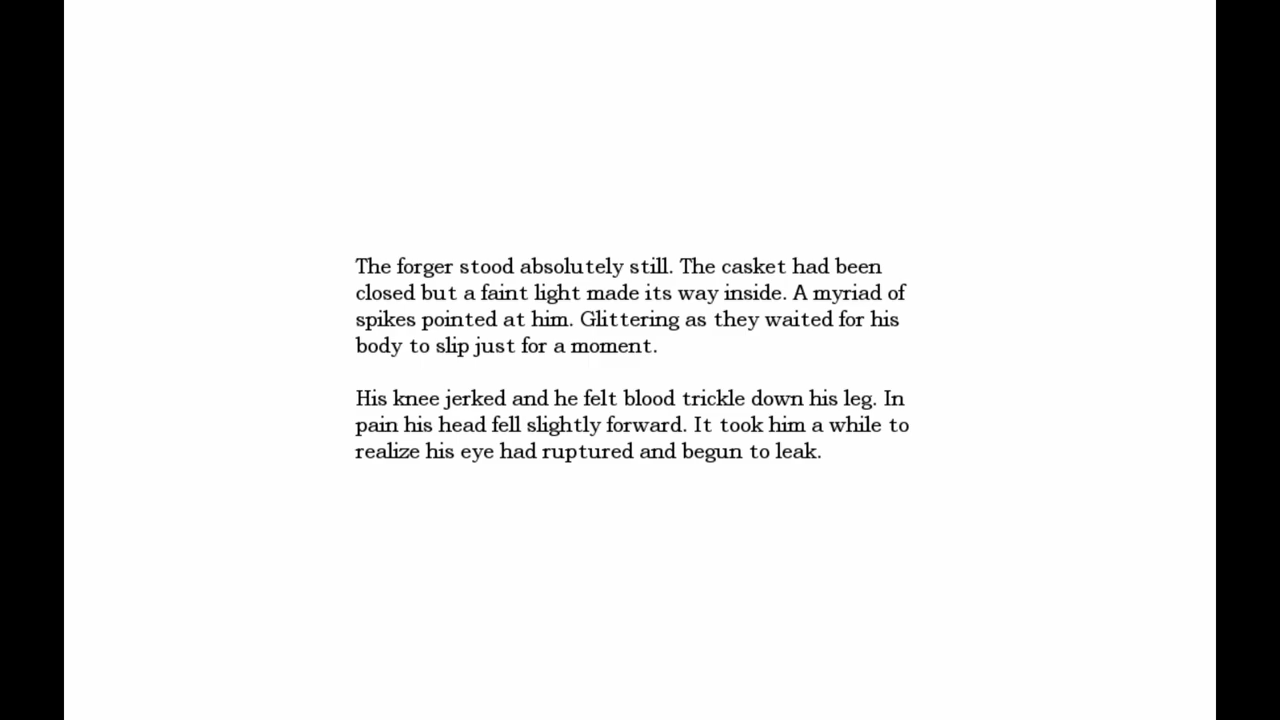 The forger stood absolutely still. The casket had been
closed but a faint light made its way inside. A myriad of
spikes pointed at him. Glittering as they waited for his
body to slip just for a moment.
His knee jerked and he felt blood trickle down his leg. In
pain his head fell slightly forward. It took him a while to
realize his eye had ruptured and begun to leak.